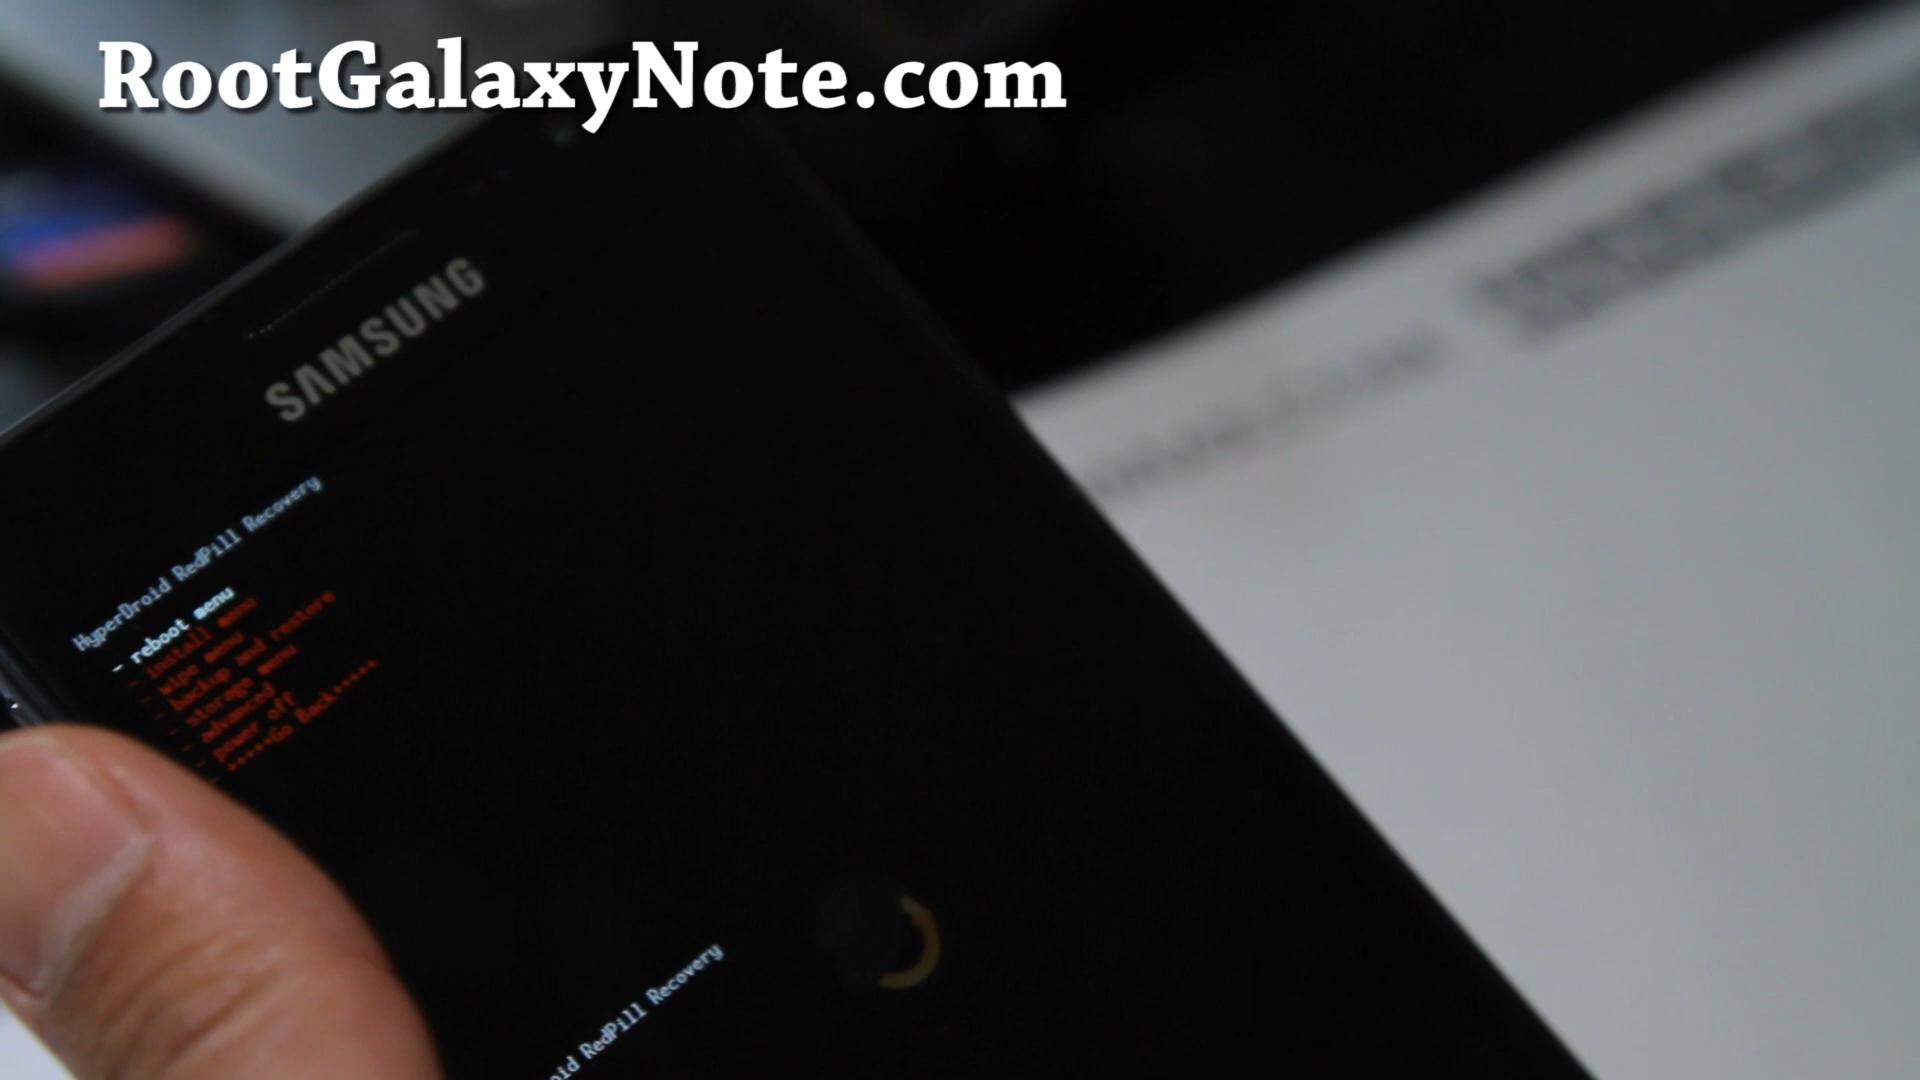 RootGalaxyNote.com
SAMSUNG
HyperDroid RedPill Recovery
- reboot menu
- install menu
- wipe menu
- backup and restore
- storage menu
- advanced
- power off
- +++++Go Back+++++
oid RedPill Recovery